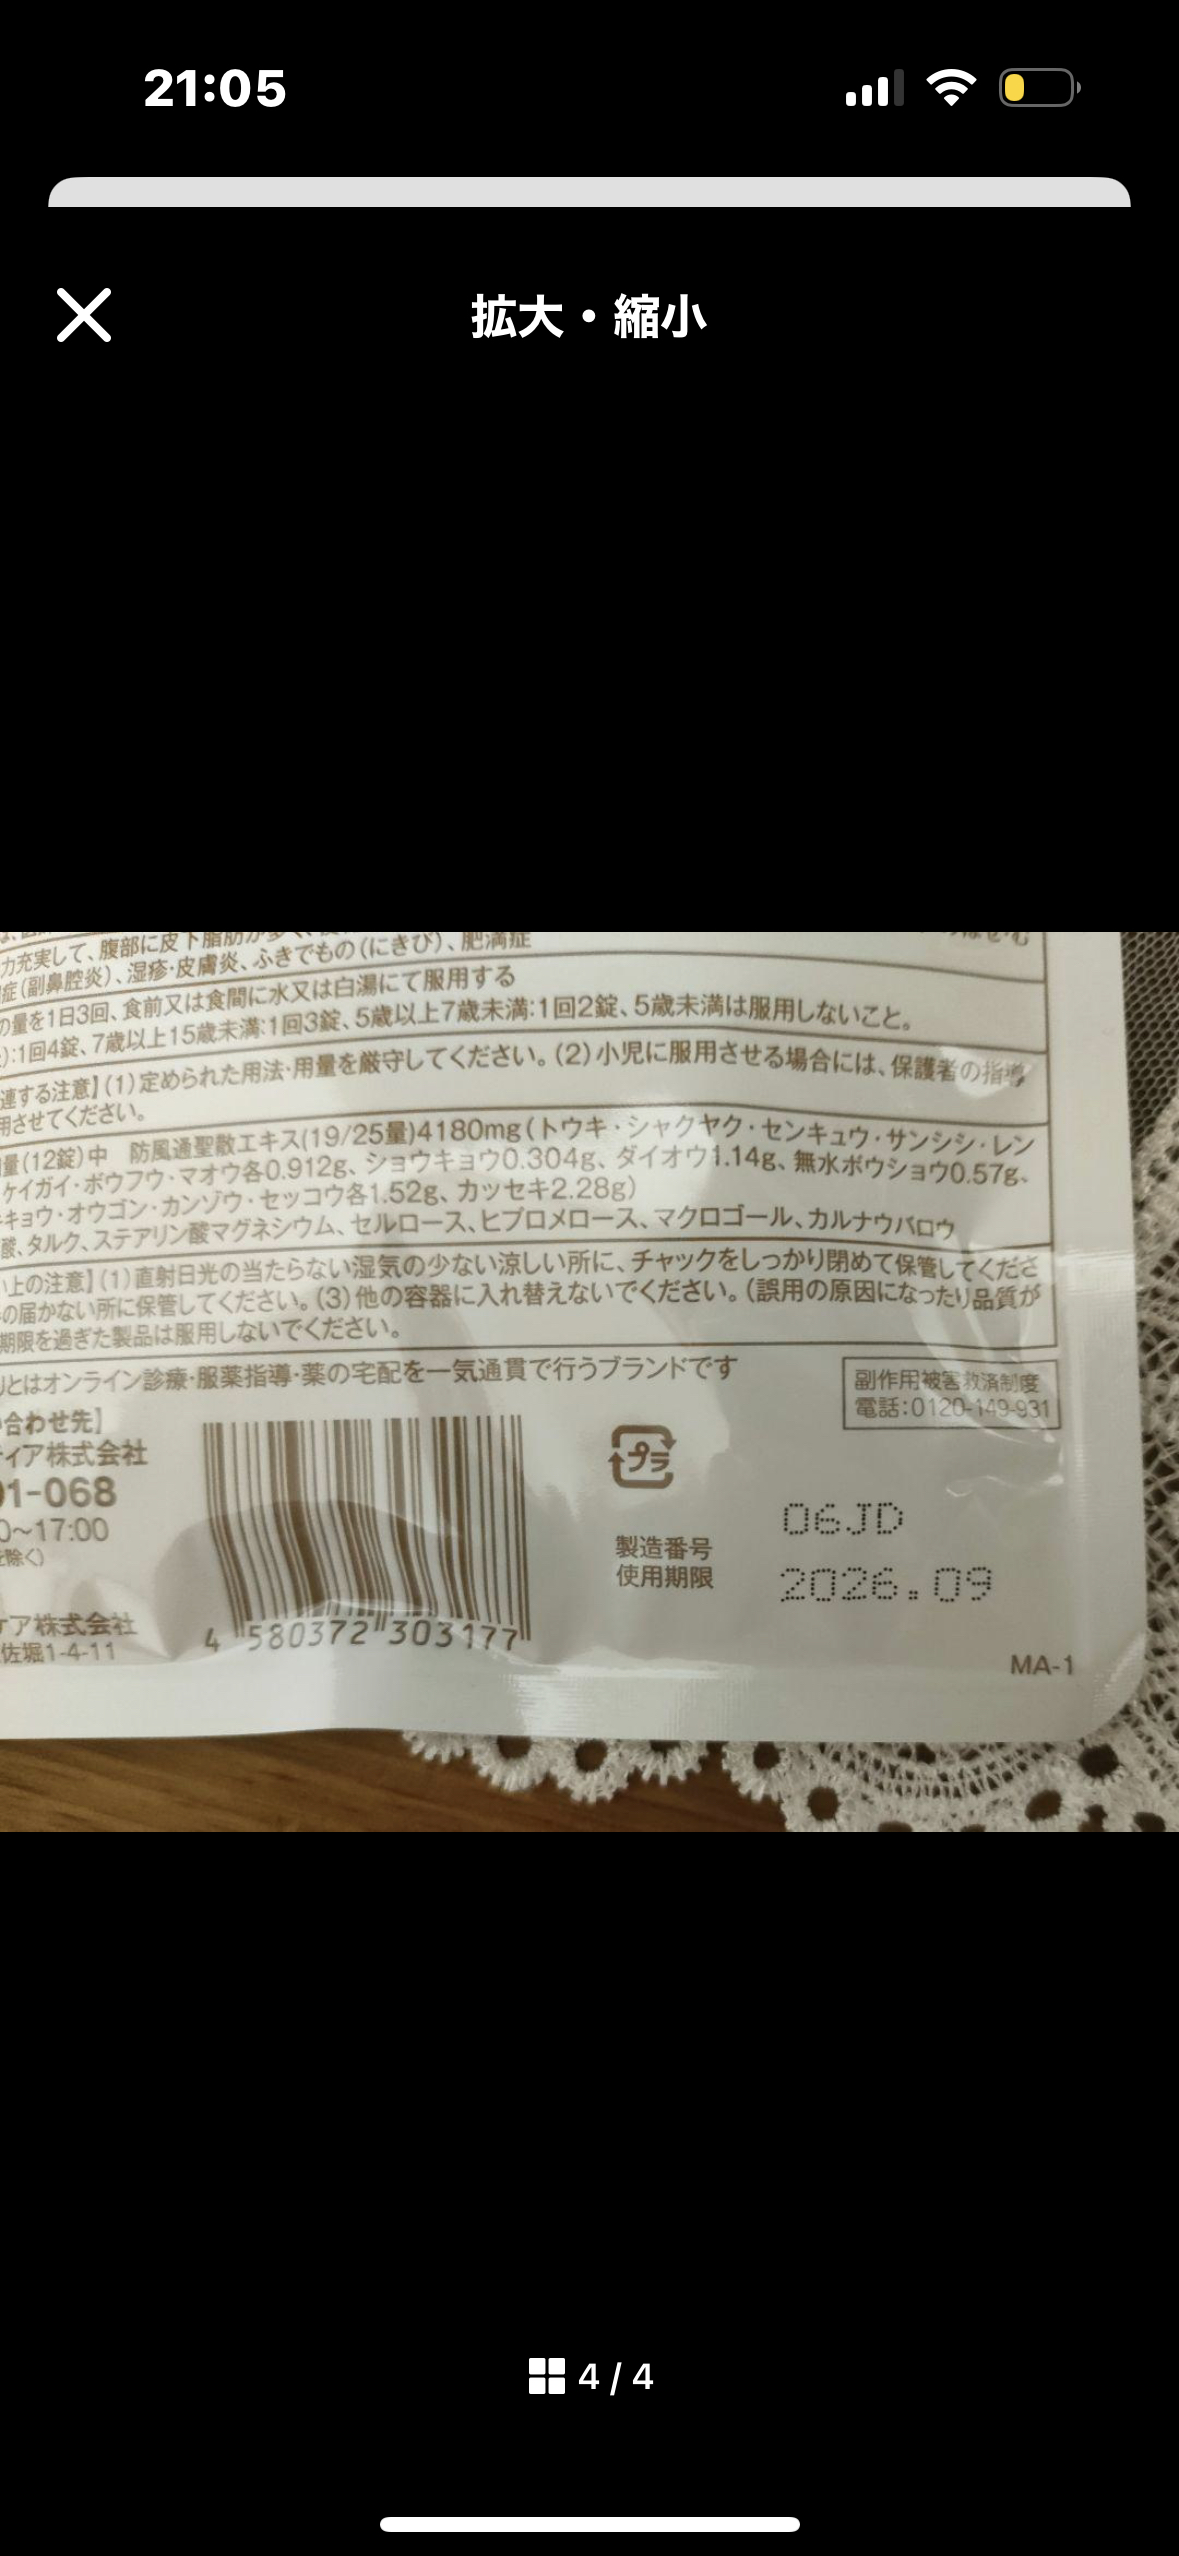 21:05
拡大・縮小
力充実して、腹部に皮下脂肪が多く、
症(副鼻腔炎)、湿疹・皮膚炎、ふきでもの(にきび)、肥満症
の量を1日3回、食前又は食間に水又は白湯にて服用する
):1回4錠、7歳以上15歳未満:1回3錠、5歳以上7歳未満:1回2錠、5歳未満は服用しないこと。
連する注意】(1)定められた用法・用量を厳守してください。(2)小児に服用させる場合には、保護者の指導
用させてください。
量(12錠)中 防風通聖散エキス(19/25量)4180mg(トウキ・シャクヤク・センキュウ・サンシシ・レン
ケイガイ・ボウフウ・マオウ各0.912g、ショウキョウ0.304g、ダイオウ1.14g、無水ボウショウ0.57g、
キョウ・オウゴン・カンゾウ・セッコウ各1.52g、カッセキ2.28g)
酸、タルク、ステアリン酸マグネシウム、セルロース、ヒプロメロース、マクロゴール、カルナウバロウ
い上の注意】(1)直射日光の当たらない湿気の少ない涼しい所に、チャックをしっかり閉めて保管してくださ
の届かない所に保管してください。(3)他の容器に入れ替えないでください。(誤用の原因になったり品質が
期限を過ぎた製品は服用しないでください。
とはオンライン診療・服薬指導・薬の宅配を一気通貫で行うブランドです
副作用被害救済制度
電話:0120-149-931
合わせ先】
ィア株式会社
01-068
0~17:00
を除く)
ケア株式会社
佐堀1-4-11
4 580372 303177
プラ
製造番号
使用期限
06JD
2026.09
MA-1
4 / 4